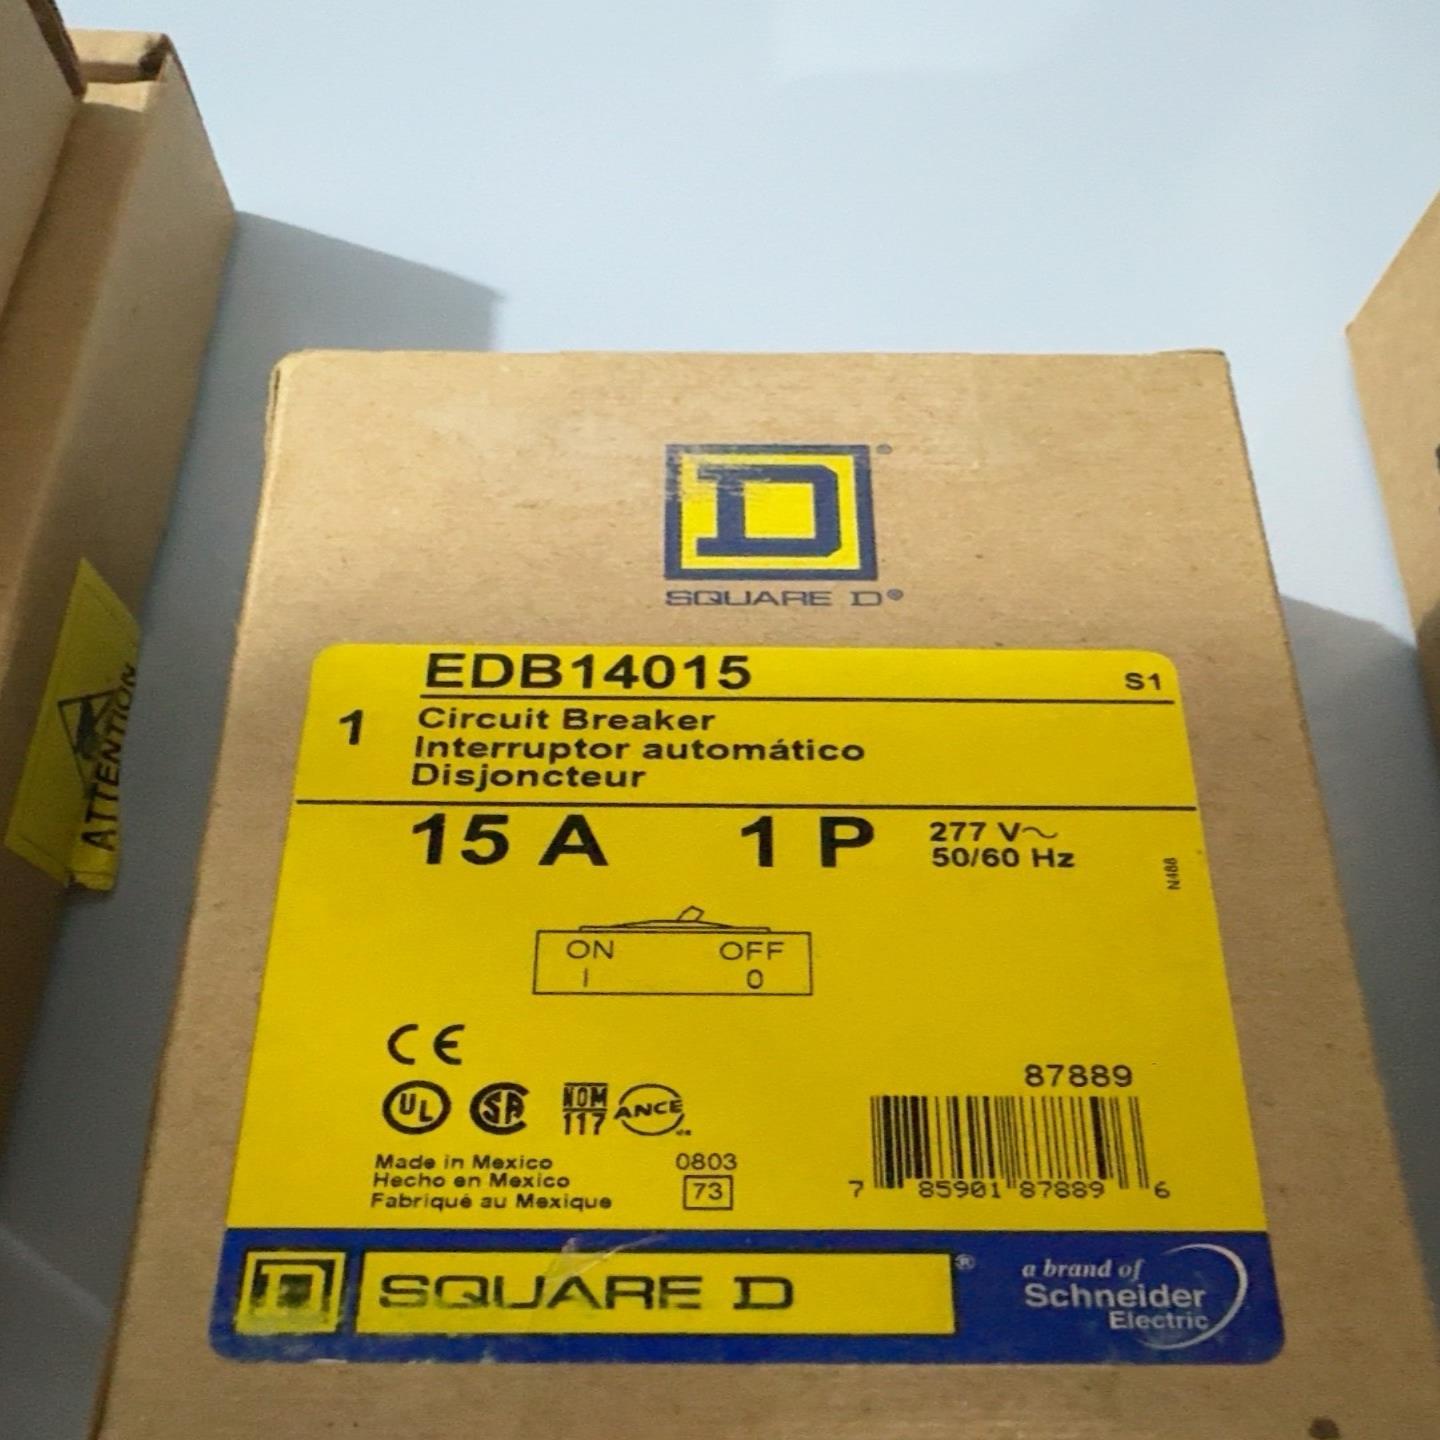 D ®
SQUARE D®
EDB14015 S1
1 Circuit Breaker
Interruptor automático
Disjoncteur
15 A 1 P 277 V~
50/60 Hz
N488
ON OFF
I 0
CE
UL SA NOM
117 ANCE
87889
Made in Mexico 0803
Hecho en Mexico 73
Fabriqué au Mexique
7 85901 87889 6
D SQUARE D ®
a brand of
Schneider
Electric
ATTENTION